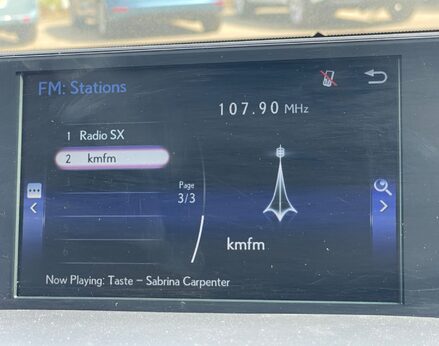 FM: Stations
107.90 MHz
1 Radio SX
2 kmfm
Page
3/3
kmfm
Now Playing: Taste – Sabrina Carpenter